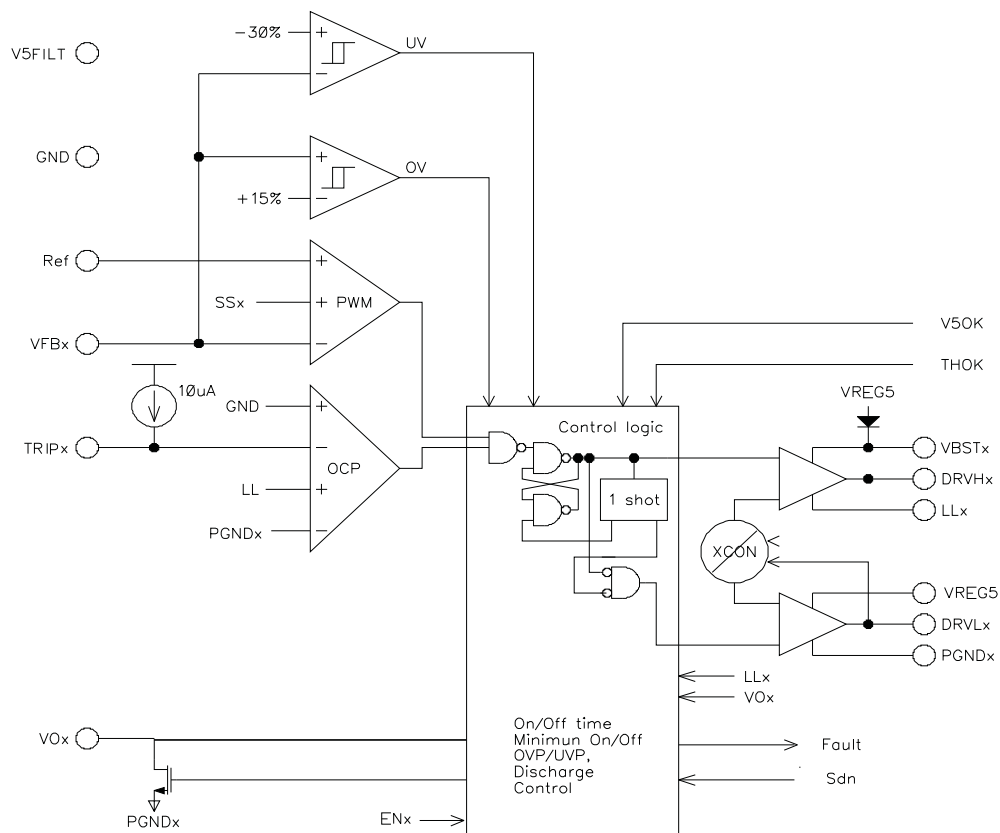 V5FILT
−30%
+
−
UV
GND
+
OV
+15%
−
Ref
+
SSx
+ PWM
VFBx
−
V5OK
THOK
10uA
VREG5
GND
+
Control logic
TRIPx
−
OCP
VBSTx
DRVHx
LL
+
1 shot
LLx
PGNDx
−
XCON
VREG5
DRVLx
PGNDx
LLx
VOx
VOx
On/Off time
Minimun On/Off
OVP/UVP,
Discharge
Control
Fault
Sdn
PGNDx
ENx